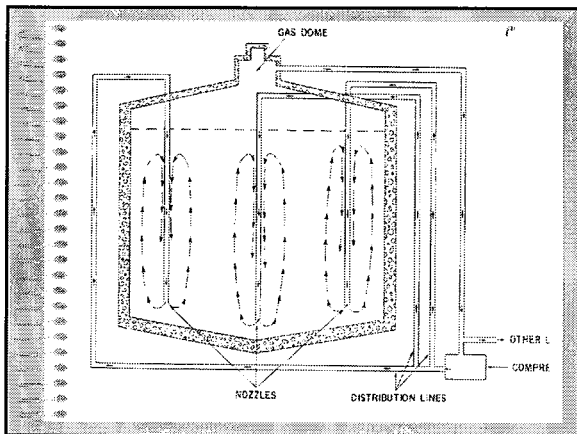 GAS DOME
OTHER L
COMPRE
NOZZLES
DISTRIBUTION LINES